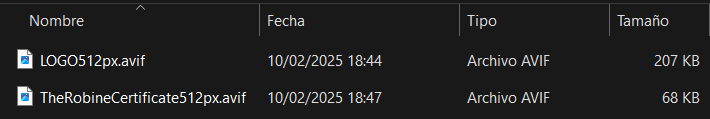 Nombre Fecha Tipo Tamaño
LOGO512px.avif 10/02/2025 18:44 Archivo AVIF 207 KB
TheRobineCertificate512px.avif 10/02/2025 18:47 Archivo AVIF 68 KB